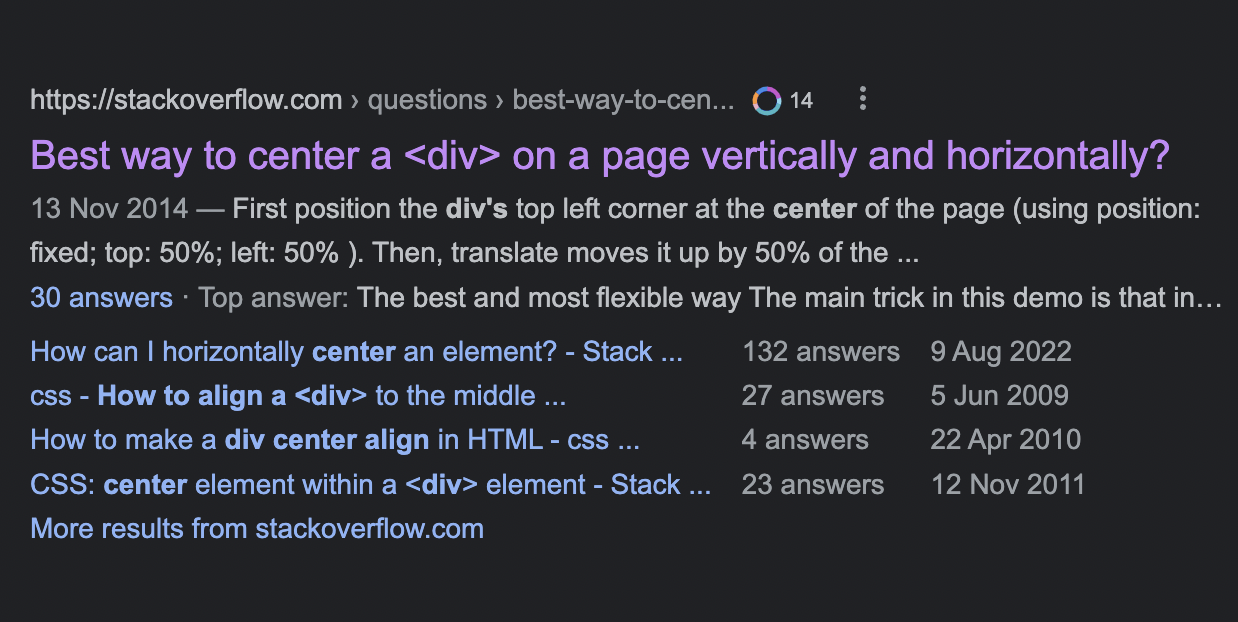 https://stackoverflow.com › questions › best-way-to-cen... 14
Best way to center a <div> on a page vertically and horizontally?
13 Nov 2014 — First position the div's top left corner at the center of the page (using position:
fixed; top: 50%; left: 50% ). Then, translate moves it up by 50% of the ...
30 answers · Top answer: The best and most flexible way The main trick in this demo is that in…
How can I horizontally center an element? - Stack ... 132 answers 9 Aug 2022
css - How to align a <div> to the middle ... 27 answers 5 Jun 2009
How to make a div center align in HTML - css ... 4 answers 22 Apr 2010
CSS: center element within a <div> element - Stack ... 23 answers 12 Nov 2011
More results from stackoverflow.com